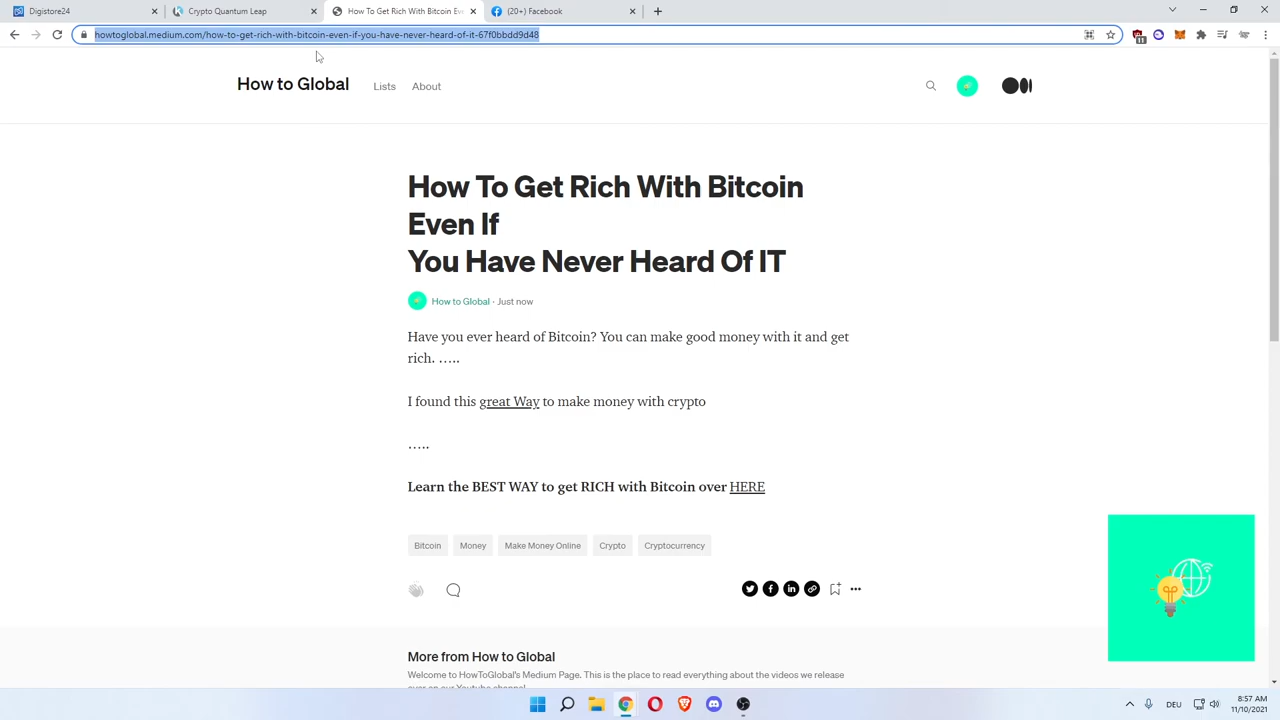 Digistore24
Crypto Quantum Leap
How To Get Rich With Bitcoin Ev
(20+) Facebook
howtoglobal.medium.com/how-to-get-rich-with-bitcoin-even-if-you-have-never-heard-of-it-67f0bbdd9d48
11
How to Global
Lists
About
How To Get Rich With Bitcoin
Even If
You Have Never Heard Of IT
How to Global · Just now
Have you ever heard of Bitcoin? You can make good money with it and get
rich. …..
I found this great Way to make money with crypto
…..
Learn the BEST WAY to get RICH with Bitcoin over HERE
Bitcoin
Money
Make Money Online
Crypto
Cryptocurrency
More from How to Global
Welcome to HowToGlobal's Medium Page. This is the place to read everything about the videos we release
over on our Youtube channel
DEU
8:57 AM
11/10/2021